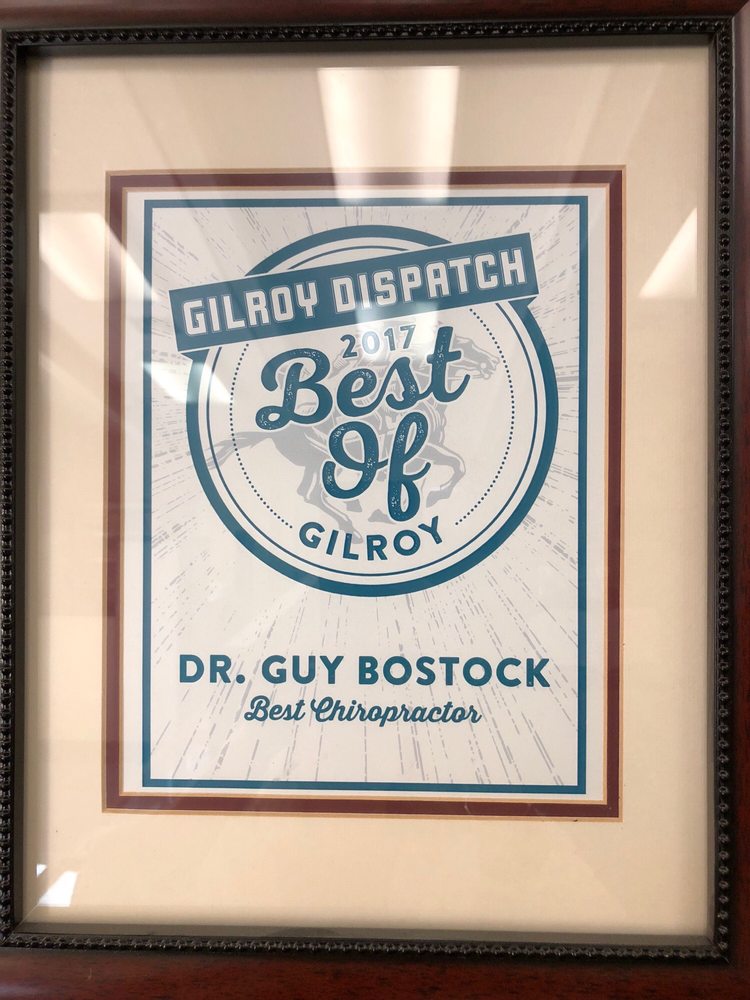 GILROY DISPATCH
2017
Best
Of
GILROY
DR. GUY BOSTOCK
Best Chiropractor